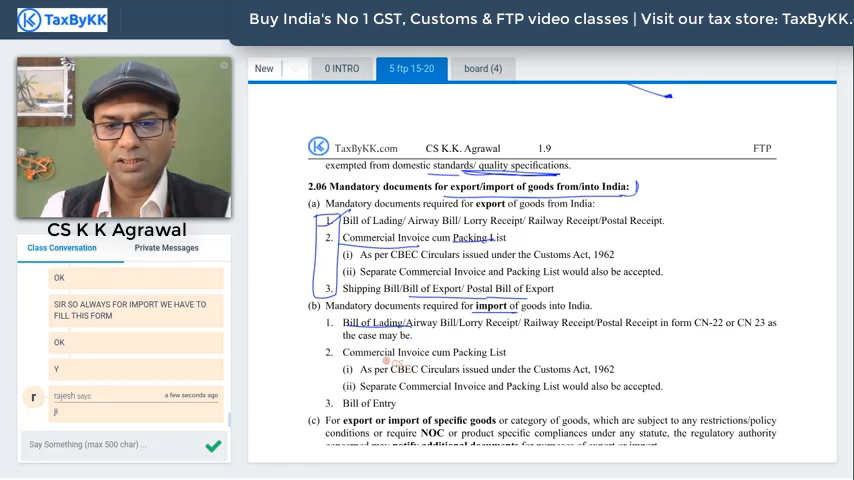 TaxByKK
Buy India's No 1 GST, Customs & FTP video classes | Visit our tax store: TaxByKK.
New
0 INTRO
5 ftp 15-20
board (4)
CS K K Agrawal
Class Conversation
Private Messages
OK
SIR SO ALWAYS FOR IMPORT WE HAVE TO
FILL THIS FORM
OK
Y
r
rajesh says:
a few seconds ago
ji
Say Something (max 500 char) ...
TaxByKK.com CS K.K. Agrawal 1.9 FTP
exempted from domestic standards/ quality specifications.
2.06 Mandatory documents for export/import of goods from/into India:
(a) Mandatory documents required for export of goods from India:
1. Bill of Lading/ Airway Bill/ Lorry Receipt/ Railway Receipt/Postal Receipt.
2. Commercial Invoice cum Packing List
(i) As per CBEC Circulars issued under the Customs Act, 1962
(ii) Separate Commercial Invoice and Packing List would also be accepted.
3. Shipping Bill/Bill of Export/ Postal Bill of Export
(b) Mandatory documents required for import of goods into India.
1. Bill of Lading/Airway Bill/Lorry Receipt/ Railway Receipt/Postal Receipt in form CN-22 or CN 23 as
the case may be.
2. Commercial Invoice cum Packing List
CS
(i) As per CBEC Circulars issued under the Customs Act, 1962
(ii) Separate Commercial Invoice and Packing List would also be accepted.
3. Bill of Entry
(c) For export or import of specific goods or category of goods, which are subject to any restrictions/policy
conditions or require NOC or product specific compliances under any statute, the regulatory authority
concerned may notify additional documents for purposes of export or import.